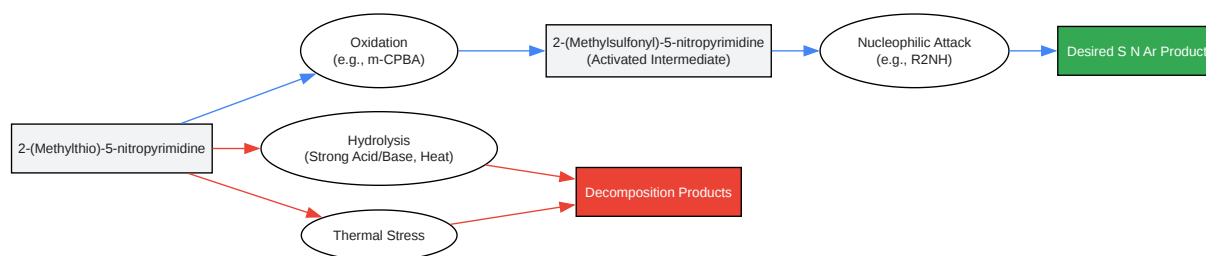 Oxidation
(e.g., m-CPBA)
2-(Methylsulfonyl)-5-nitropyrimidine
(Activated Intermediate)
Nucleophilic Attack
(e.g., R2NH)
Desired S N Ar Product
2-(Methylthio)-5-nitropyrimidine
Hydrolysis
(Strong Acid/Base, Heat)
Decomposition Products
Thermal Stress